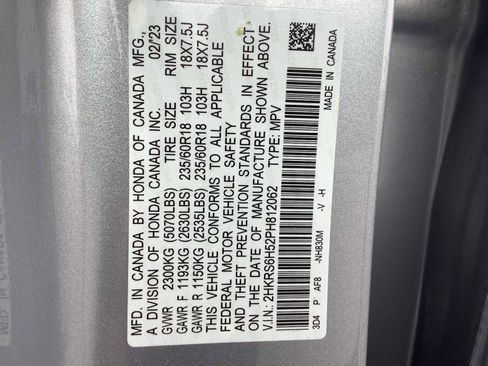 MFD. IN CANADA BY HONDA OF CANADA MFG.,
A DIVISION OF HONDA CANADA INC. 02/23
GVWR 2300KG (5070LBS) TIRE SIZE RIM SIZE
GAWR F 1193KG (2630LBS) 235/60R18 103H 18X7.5J
GAWR R 1150KG (2535LBS) 235/60R18 103H 18X7.5J
THIS VEHICLE CONFORMS TO ALL APPLICABLE
FEDERAL MOTOR VEHICLE SAFETY
AND THEFT PREVENTION STANDARDS IN EFFECT
ON THE DATE OF MANUFACTURE SHOWN ABOVE.
V.I.N.: 2HKRS6H52PH812062 TYPE: MPV
3D4 P AF8 -NH830M -V -H MADE IN CANADA